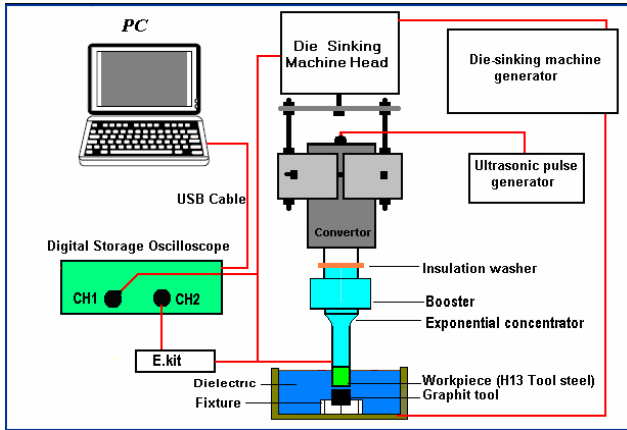 PC
Die Sinking
Machine Head
Die-sinking machine
generator
Ultrasonic pulse
generator
USB Cable
Convertor
Digital Storage Oscilloscope
Insulation washer
CH1
CH2
Booster
Exponential concentrator
E.kit
Dielectric
Workpiece (H13 Tool steel)
Fixture
Graphit tool